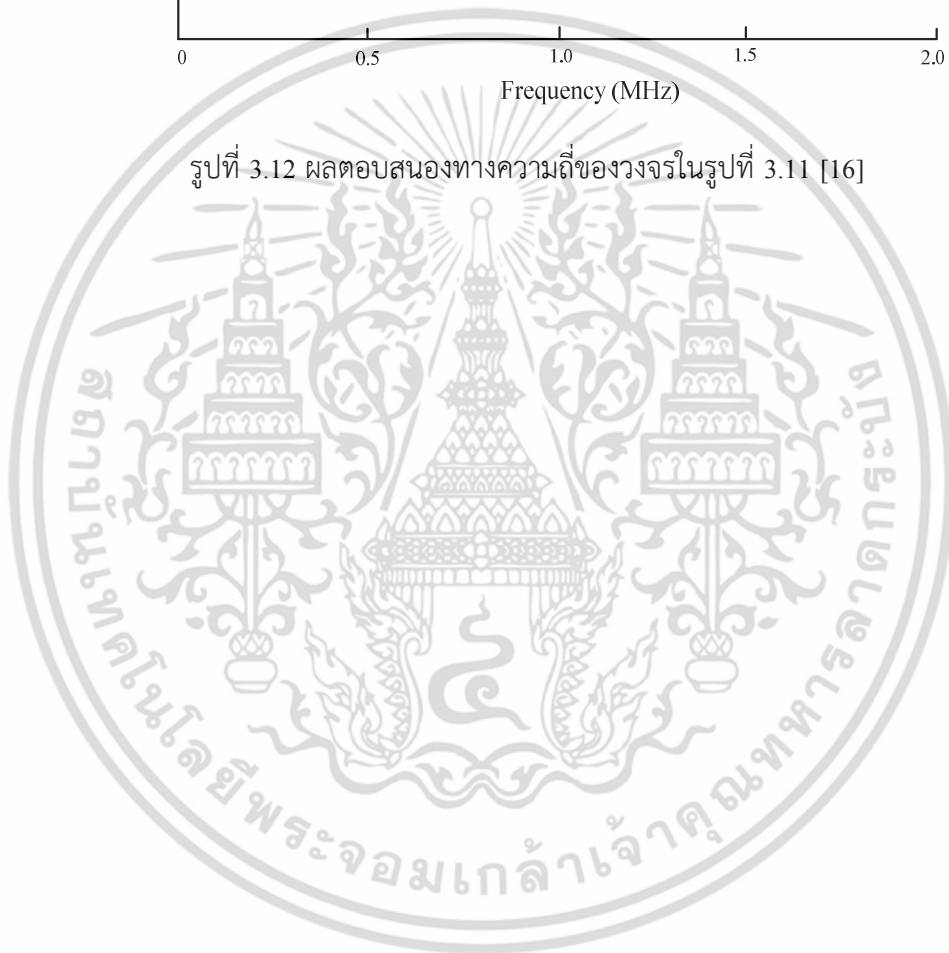 0 0.5 1.0 1.5 2.0
Frequency (MHz)
รูปที่ 3.12 ผลตอบสนองทางความถี่ของวงจรในรูปที่ 3.11 [16]
สถาบันเทคโนโลยีพระจอมเกล้าเจ้าคุณทหารลาดกระบัง